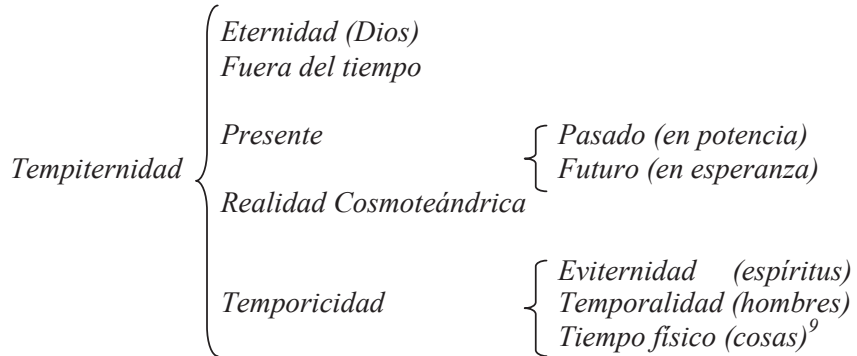 Eternidad (Dios)
Fuera del tiempo
Presente Pasado (en potencia)
Tempiternidad Futuro (en esperanza)
Realidad Cosmoteándrica
Eviternidad (espíritus)
Temporicidad Temporalidad (hombres)
Tiempo físico (cosas)⁹